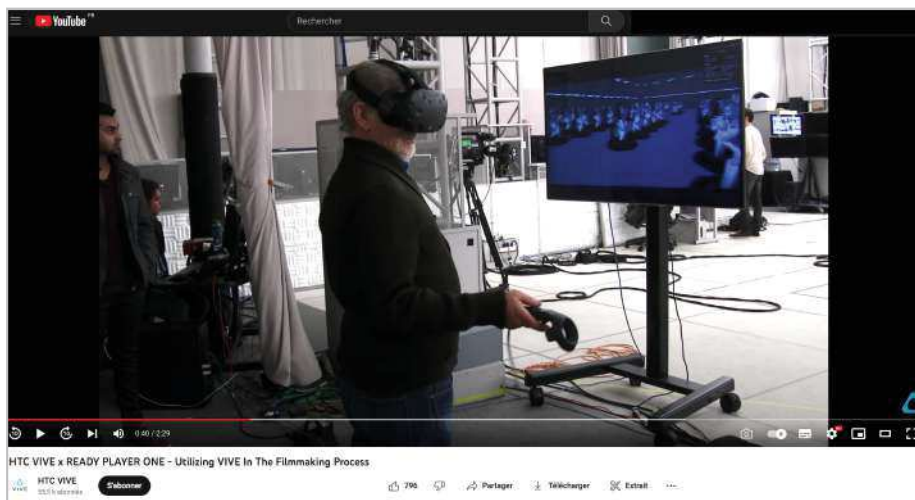 YouTube FR
Rechercher
0:40 / 2:29
HTC VIVE x READY PLAYER ONE - Utilizing VIVE In The Filmmaking Process
HTC VIVE
S'abonner
796
Partager
Télécharger
Extrait